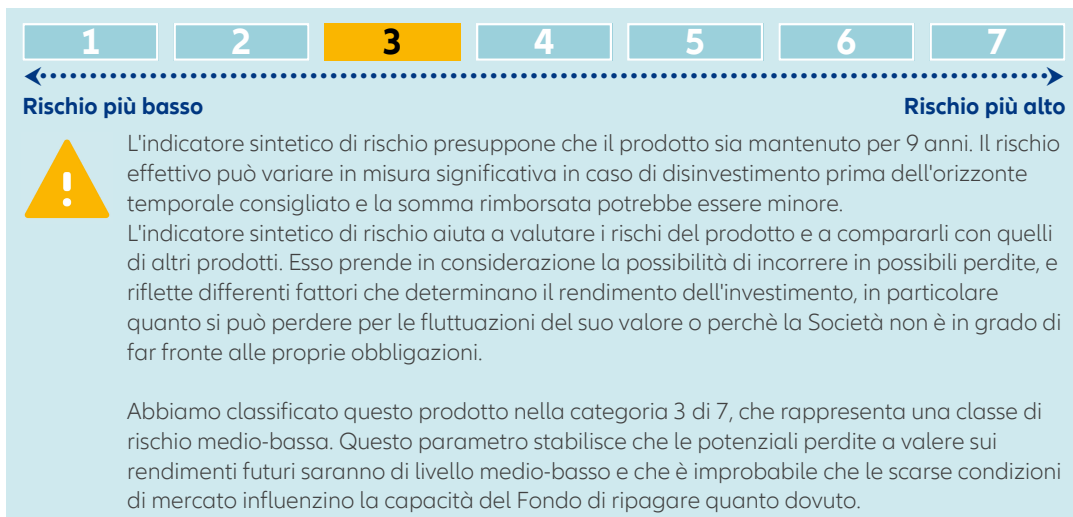 1 2 3 4 5 6 7
Rischio più basso Rischio più alto
L'indicatore sintetico di rischio presuppone che il prodotto sia mantenuto per 9 anni. Il rischio
effettivo può variare in misura significativa in caso di disinvestimento prima dell'orizzonte
temporale consigliato e la somma rimborsata potrebbe essere minore.
L'indicatore sintetico di rischio aiuta a valutare i rischi del prodotto e a compararli con quelli
di altri prodotti. Esso prende in considerazione la possibilità di incorrere in possibili perdite, e
riflette differenti fattori che determinano il rendimento dell'investimento, in particolare
quanto si può perdere per le fluttuazioni del suo valore o perchè la Società non è in grado di
far fronte alle proprie obbligazioni.
Abbiamo classificato questo prodotto nella categoria 3 di 7, che rappresenta una classe di
rischio medio-bassa. Questo parametro stabilisce che le potenziali perdite a valere sui
rendimenti futuri saranno di livello medio-basso e che è improbabile che le scarse condizioni
di mercato influenzino la capacità del Fondo di ripagare quanto dovuto.